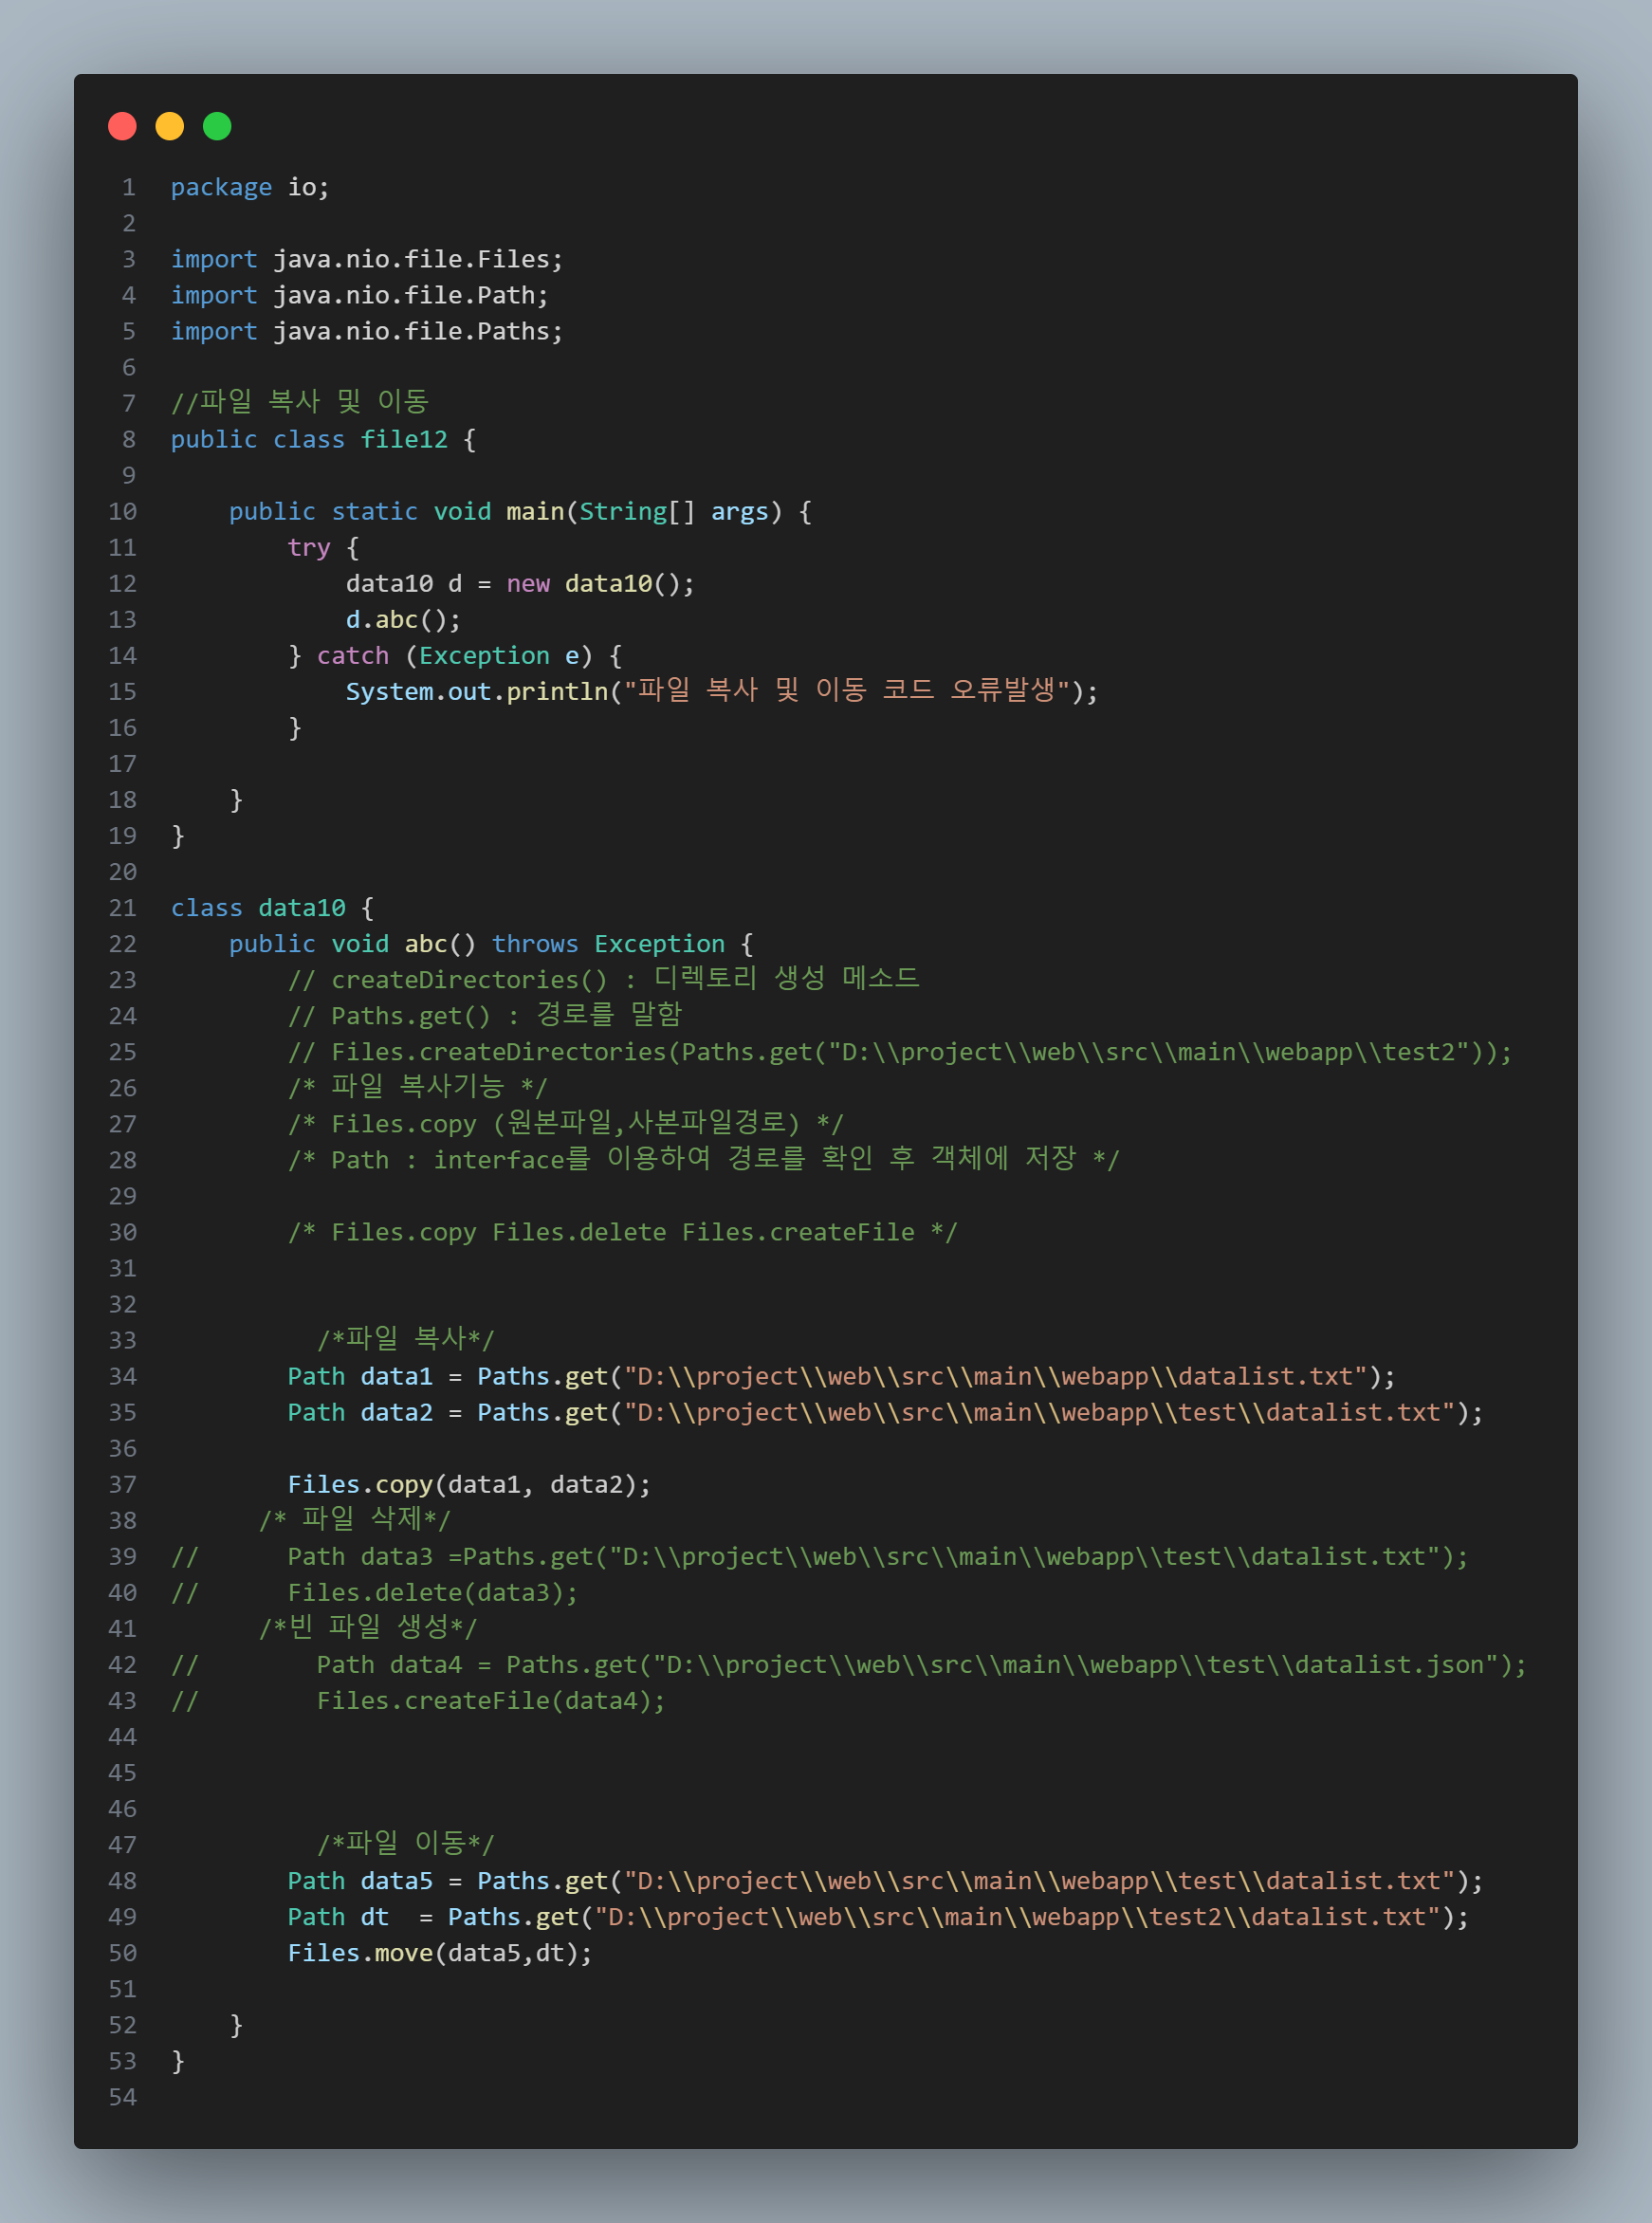 1 package io;
2
3 import java.nio.file.Files;
4 import java.nio.file.Path;
5 import java.nio.file.Paths;
6
7 //파일 복사 및 이동
8 public class file12 {
9
10     public static void main(String[] args) {
11         try {
12             data10 d = new data10();
13             d.abc();
14         } catch (Exception e) {
15             System.out.println("파일 복사 및 이동 코드 오류발생");
16         }
17
18     }
19 }
20
21 class data10 {
22     public void abc() throws Exception {
23         // createDirectories() : 디렉토리 생성 메소드
24         // Paths.get() : 경로를 말함
25         // Files.createDirectories(Paths.get("D:\\project\\web\\src\\main\\webapp\\test2"));
26         /* 파일 복사기능 */
27         /* Files.copy (원본파일,사본파일경로) */
28         /* Path : interface를 이용하여 경로를 확인 후 객체에 저장 */
29
30         /* Files.copy Files.delete Files.createFile */
31
32
33           /*파일 복사*/
34         Path data1 = Paths.get("D:\\project\\web\\src\\main\\webapp\\datalist.txt");
35         Path data2 = Paths.get("D:\\project\\web\\src\\main\\webapp\\test\\datalist.txt");
36
37         Files.copy(data1, data2);
38       /* 파일 삭제*/
39 //      Path data3 =Paths.get("D:\\project\\web\\src\\main\\webapp\\test\\datalist.txt");
40 //      Files.delete(data3);
41       /*빈 파일 생성*/
42 //        Path data4 = Paths.get("D:\\project\\web\\src\\main\\webapp\\test\\datalist.json");
43 //        Files.createFile(data4);
44
45
46
47           /*파일 이동*/
48         Path data5 = Paths.get("D:\\project\\web\\src\\main\\webapp\\test\\datalist.txt");
49         Path dt  = Paths.get("D:\\project\\web\\src\\main\\webapp\\test2\\datalist.txt");
50         Files.move(data5,dt);
51
52     }
53 }
54